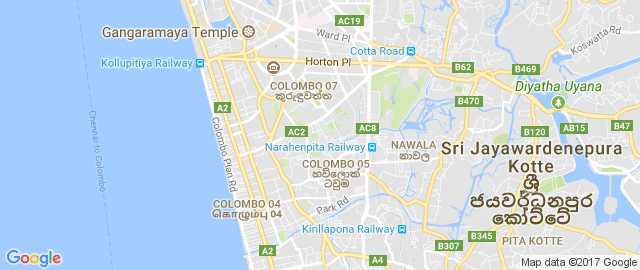 AC19
Ward Pl
Gangaramaya Temple
Cotta Road
Koswatta Rd
Kollupitiya Railway
Horton Pl
B62
B469
COLOMBO 07
කුරුඳුවත්ත
Diyatha Uyana
A2
B470
Chennai to Colombo
Colombo Plan Rd
AC2
AC8
B120
AB15
B47
Narahenpita Railway
NAWALA
නාවල
Sri Jayawardenepura
Kotte
ශ්‍රී
ජයවර්ධනපුර
කෝට්ටේ
COLOMBO 05
හව්ලොක්
ටවුම
COLOMBO 04
கொழும்பு 04
Park Rd
Kirillapona Railway
B345
PITA KOTTE
A2
A4
B307
Google
Map data ©2017 Google